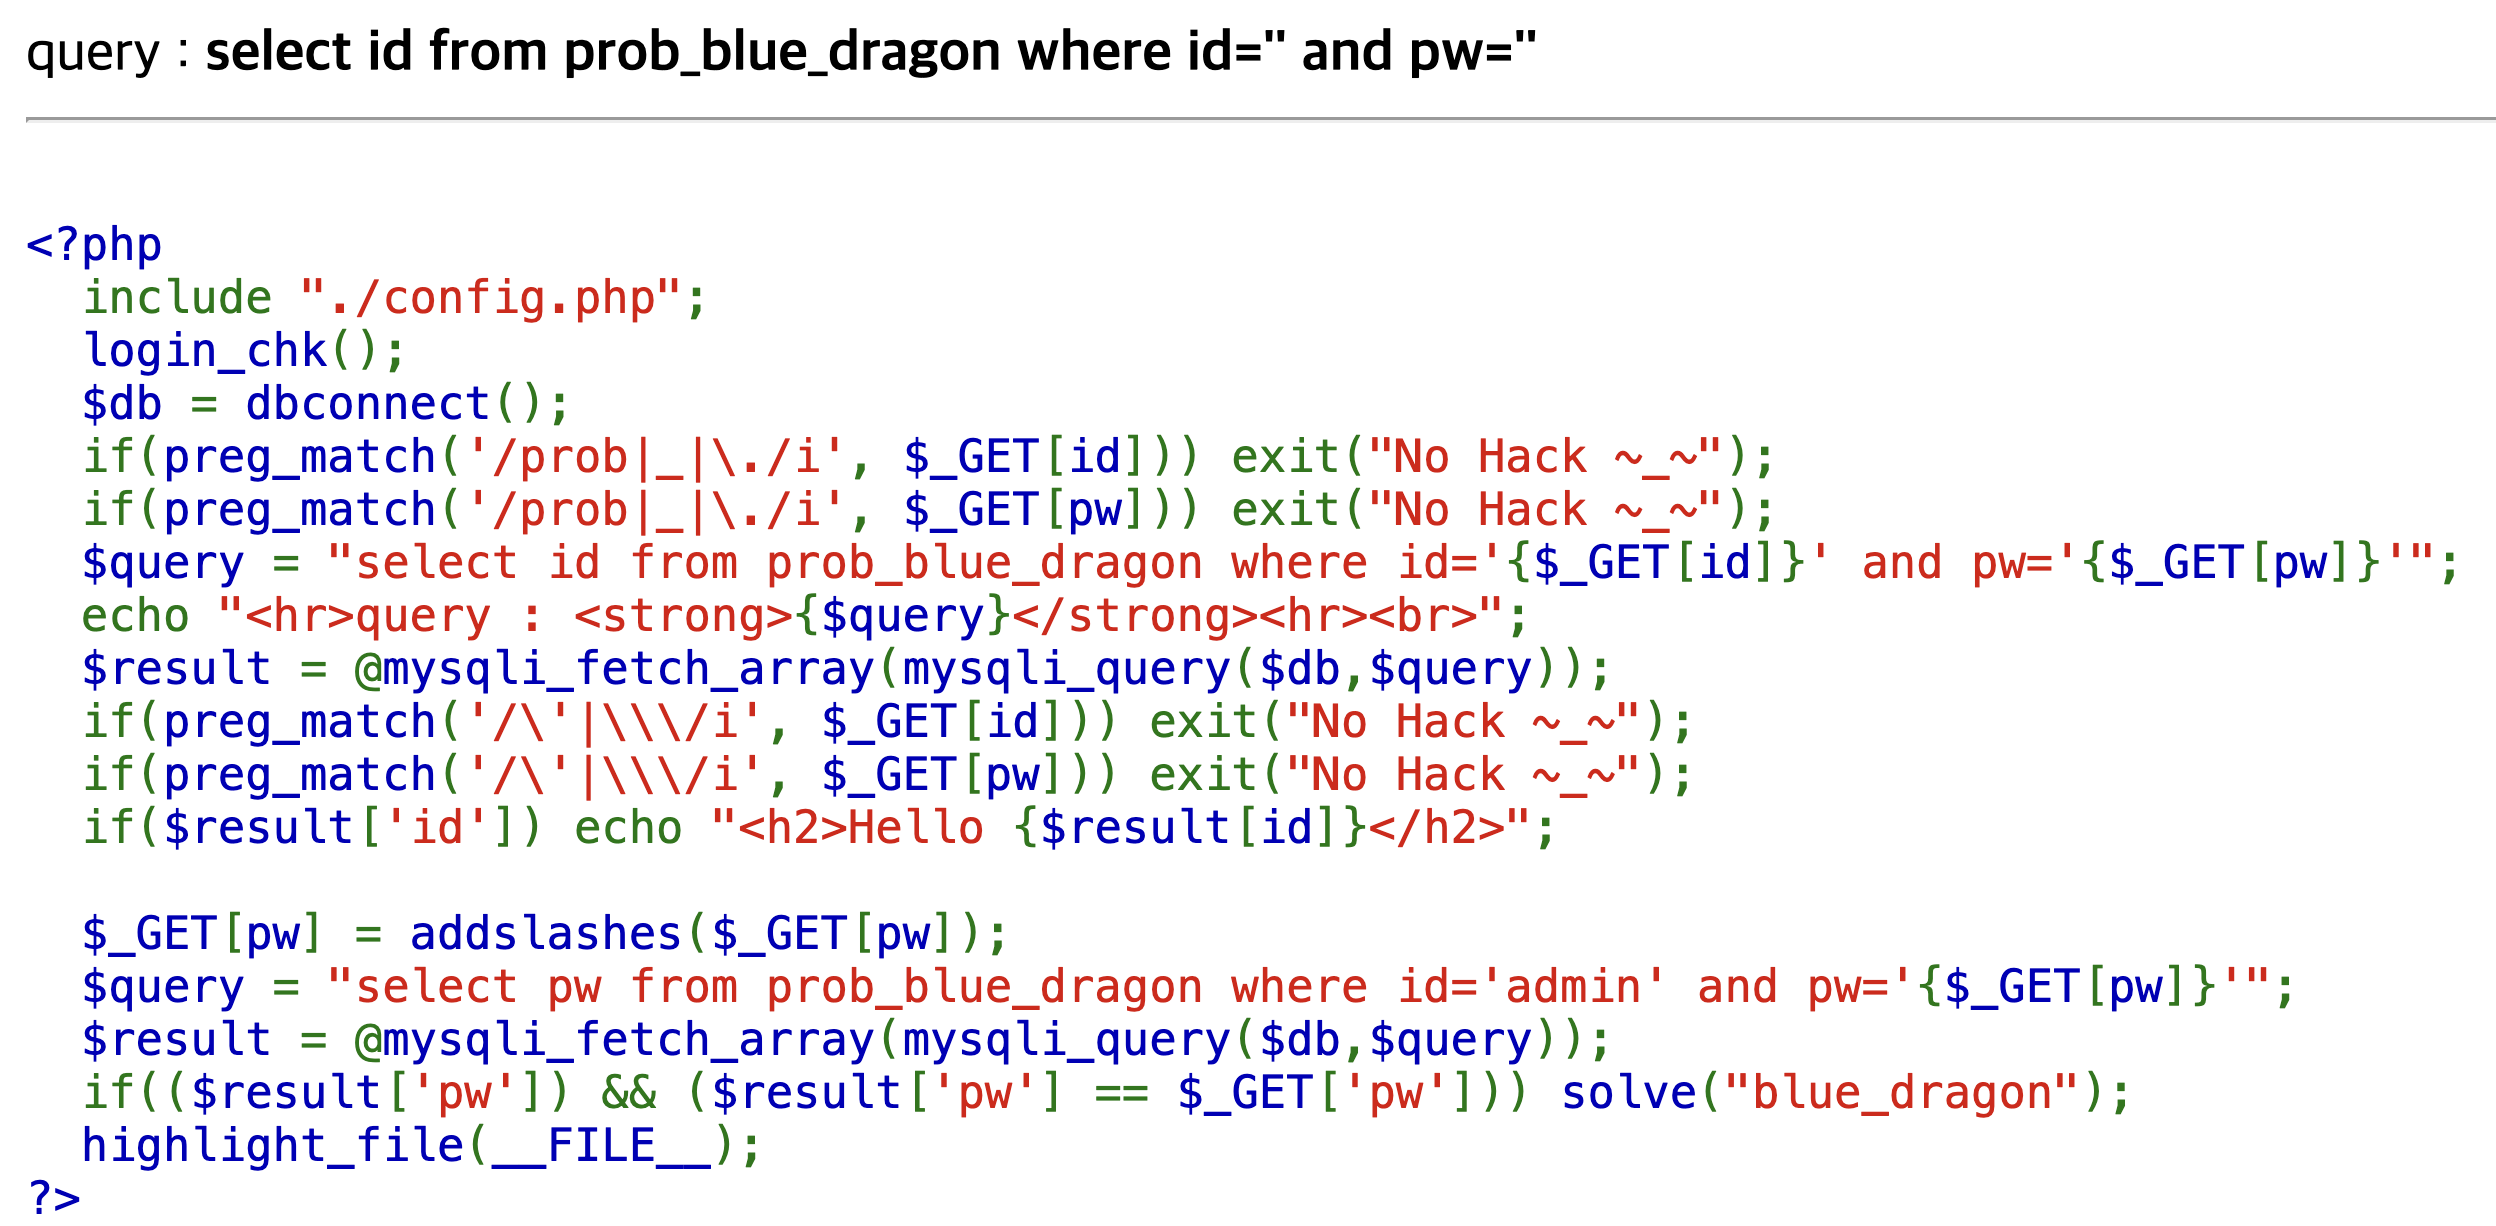 query : select id from prob_blue_dragon where id='' and pw=''
<?php
include "./config.php";
login_chk();
$db = dbconnect();
if(preg_match('/prob|_|\./i', $_GET[id])) exit("No Hack ~_~");
if(preg_match('/prob|_|\./i', $_GET[pw])) exit("No Hack ~_~");
$query = "select id from prob_blue_dragon where id='{$_GET[id]}' and pw='{$_GET[pw]}'";
echo "<hr>query : <strong>{$query}</strong><hr><br>";
$result = @mysqli_fetch_array(mysqli_query($db,$query));
if(preg_match('/\'|\\\/i', $_GET[id])) exit("No Hack ~_~");
if(preg_match('/\'|\\\/i', $_GET[pw])) exit("No Hack ~_~");
if($result['id']) echo "<h2>Hello {$result[id]}</h2>";
$_GET[pw] = addslashes($_GET[pw]);
$query = "select pw from prob_blue_dragon where id='admin' and pw='{$_GET[pw]}'";
$result = @mysqli_fetch_array(mysqli_query($db,$query));
if(($result['pw']) && ($result['pw'] == $_GET['pw'])) solve("blue_dragon");
highlight_file(__FILE__);
?>